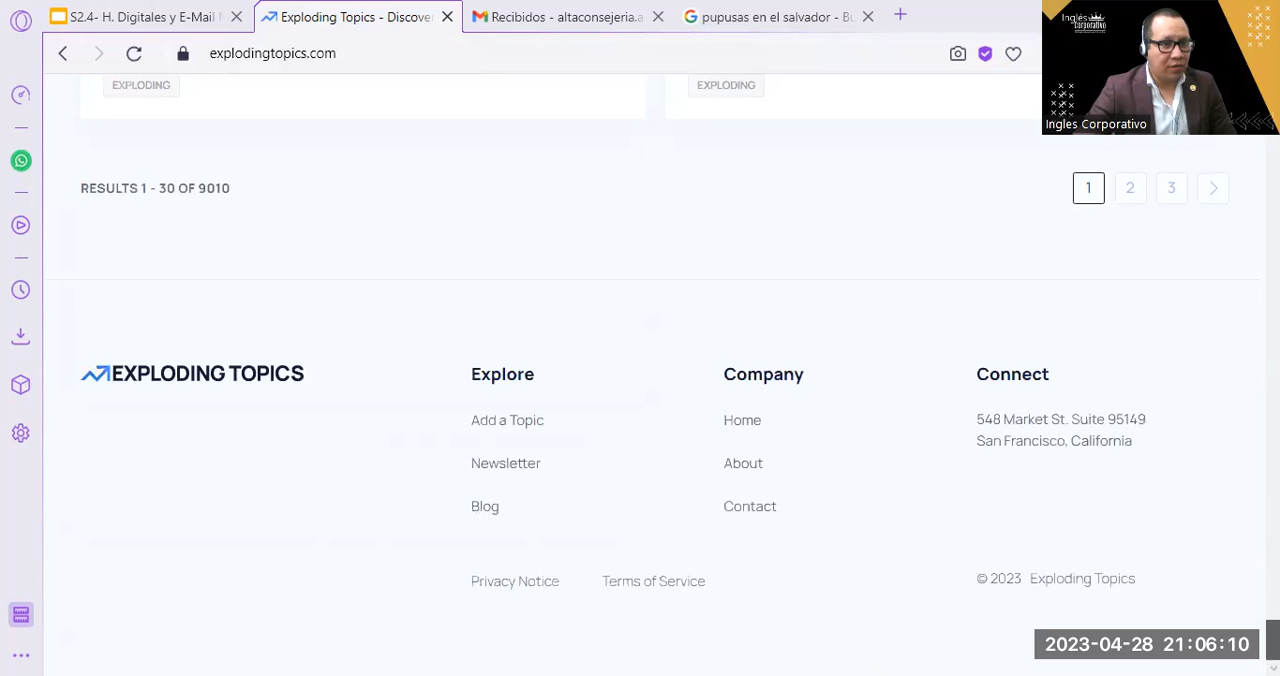 S2.4- H. Digitales y E-Mail
Exploding Topics - Discove
Recibidos - altaconsejeria.a
pupusas en el salvador - Bu
explodingtopics.com
Inglés
Corporativo
Ingles Corporativo
EXPLODING
EXPLODING
RESULTS 1 - 30 OF 9010
1
2
3
EXPLODING TOPICS
Explore
Add a Topic
Newsletter
Blog
Company
Home
About
Contact
Connect
548 Market St. Suite 95149
San Francisco, California
Privacy Notice
Terms of Service
© 2023 Exploding Topics
2023-04-28 21:06:10